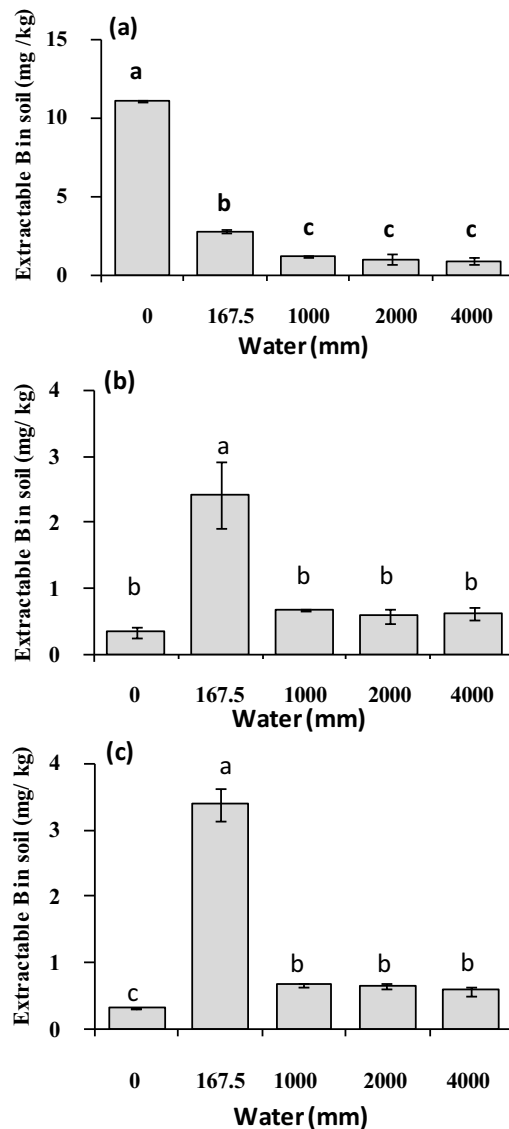 (a)
Extractable B in soil (mg /kg)
15
10
5
0
a
b
c
c
c
0 167.5 1000 2000 4000
Water (mm)
(b)
Extractable B in soil (mg/ kg)
4
3
2
1
0
b
a
b
b
b
0 167.5 1000 2000 4000
Water (mm)
(c)
Extractable B in soil (mg/ kg)
4
3
2
1
0
c
a
b
b
b
0 167.5 1000 2000 4000
Water (mm)